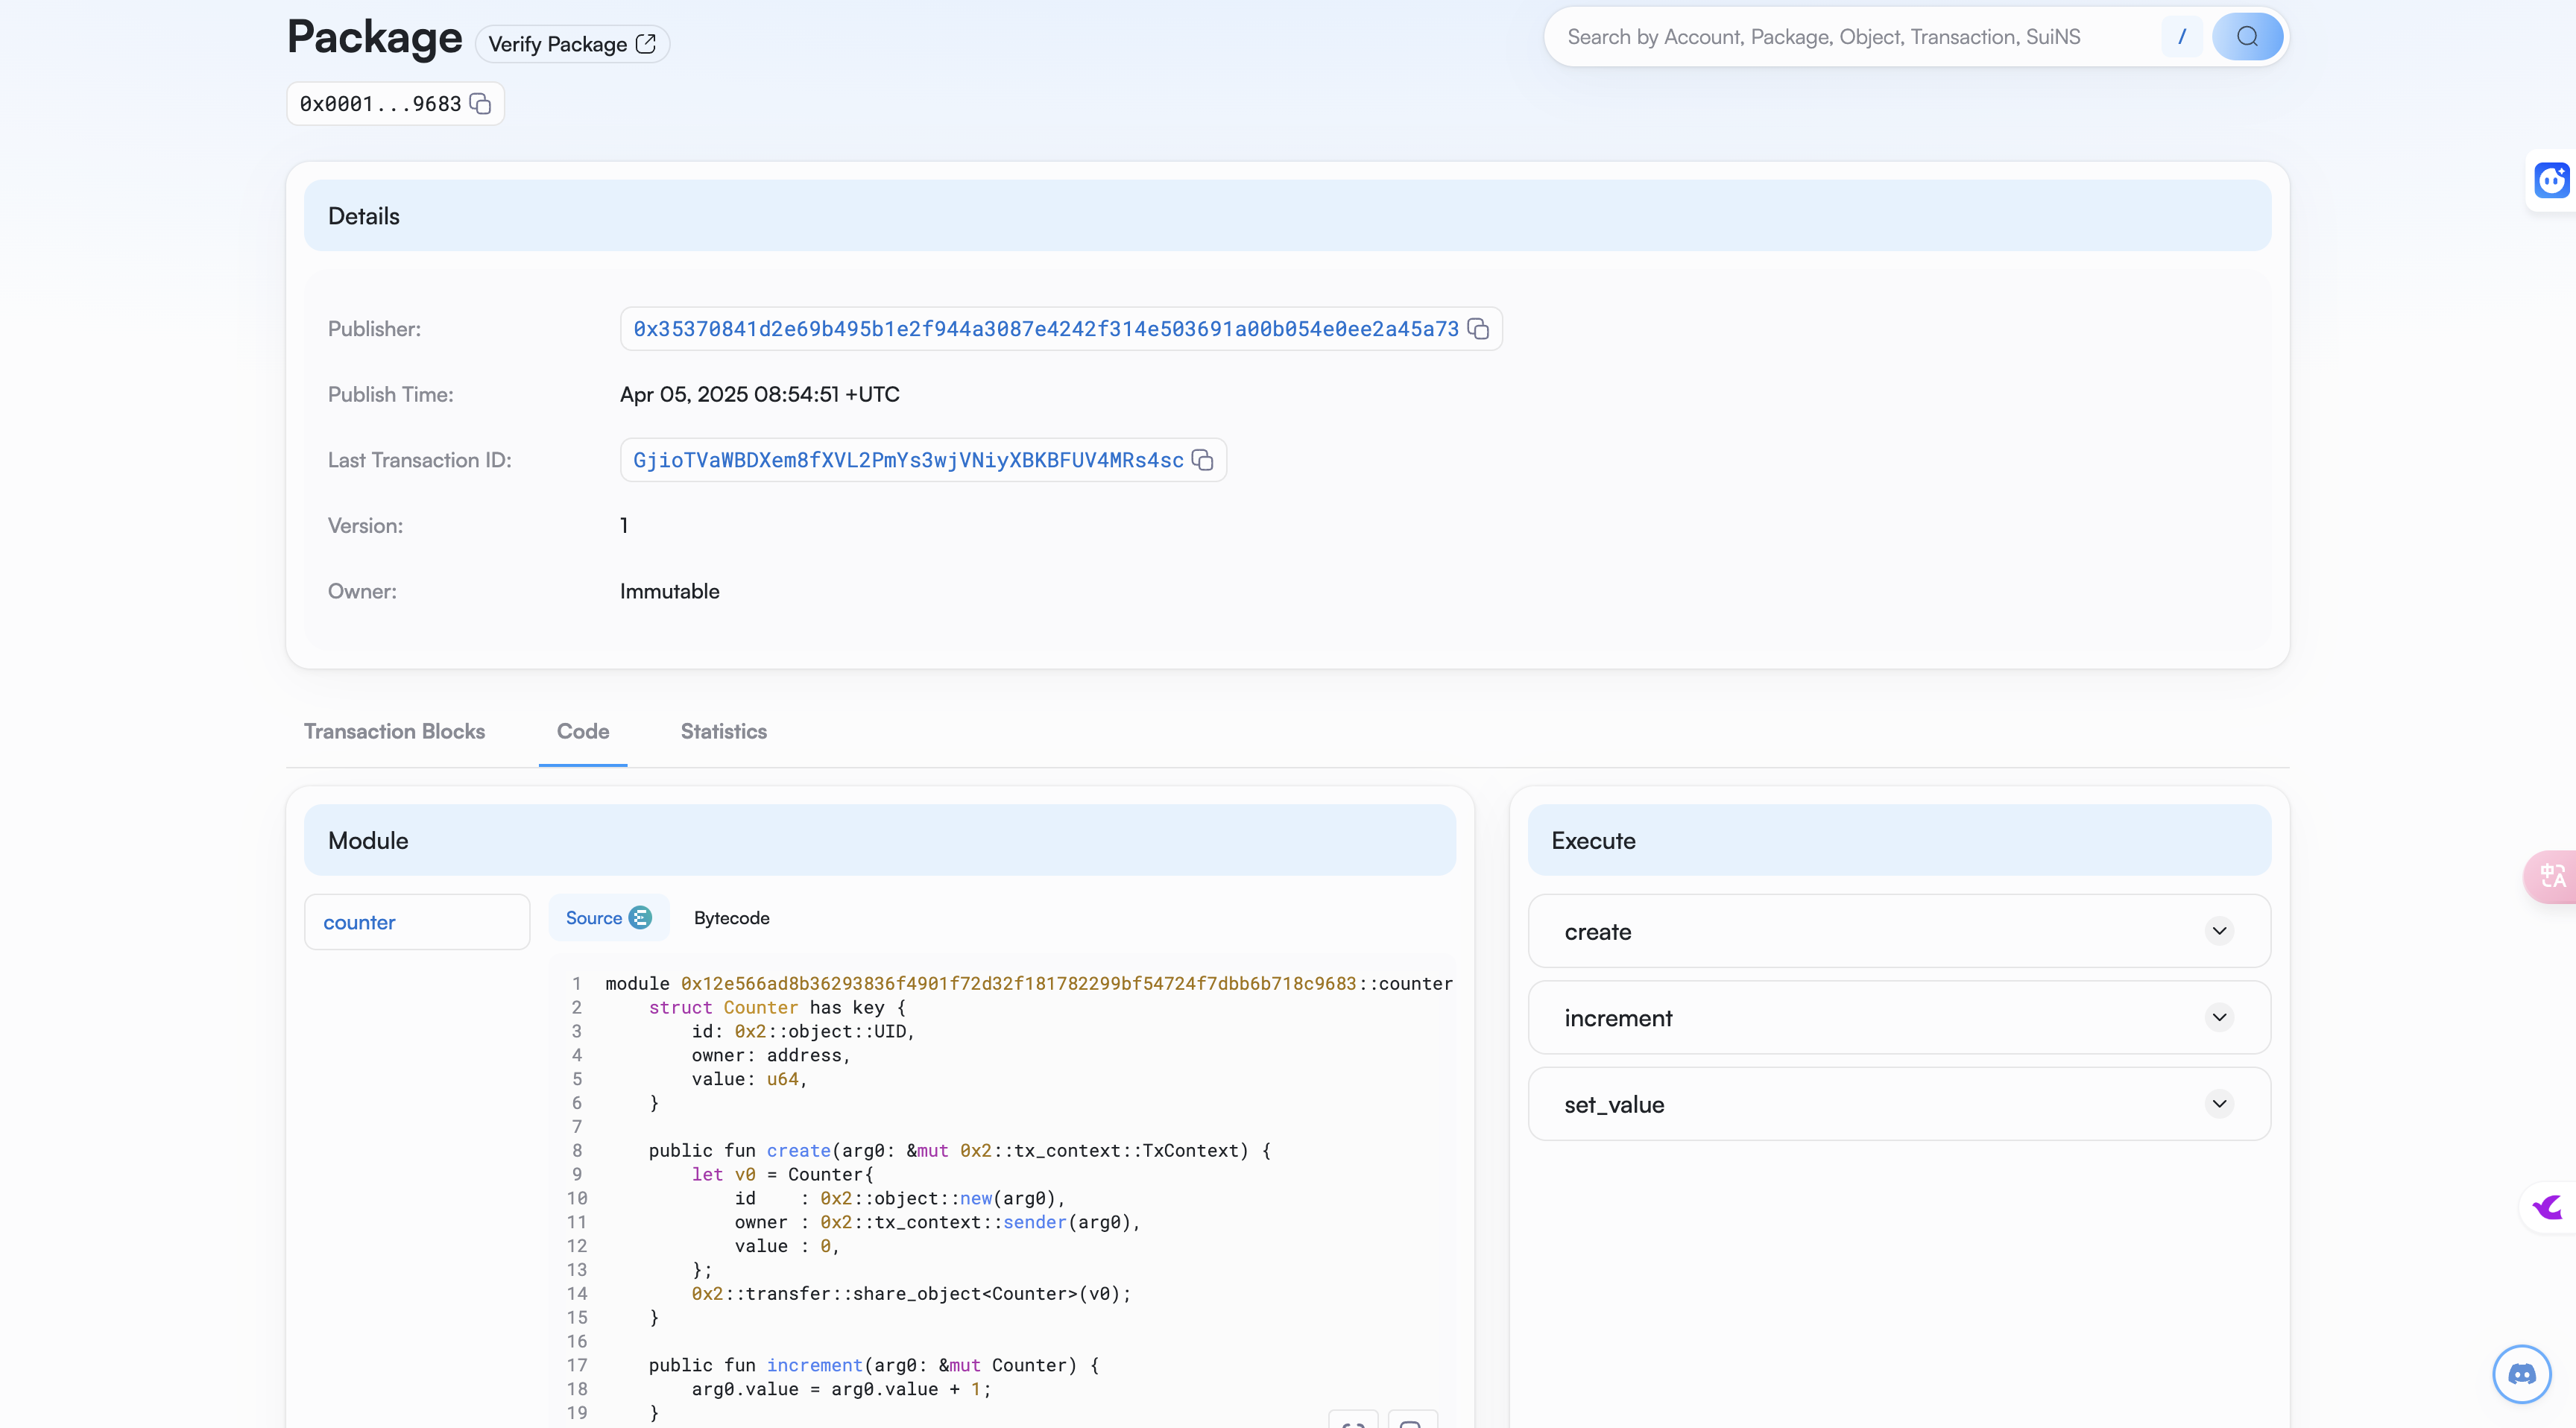 Package
Verify Package
Search by Account, Package, Object, Transaction, SuiNS
/
0x0001...9683
Details
Publisher:
0x35370841d2e69b495b1e2f944a3087e4242f314e503691a00b054e0ee2a45a73
Publish Time:
Apr 05, 2025 08:54:51 +UTC
Last Transaction ID:
GjioTVaWBDXem8fXVL2PmYs3wjVNiyXBKBFUV4MRs4sc
Version:
1
Owner:
Immutable
Transaction Blocks
Code
Statistics
Module
counter
Source
Bytecode
1 module 0x12e566ad8b36293836f4901f72d32f181782299bf54724f7dbb6b718c9683::counter
2     struct Counter has key {
3         id: 0x2::object::UID,
4         owner: address,
5         value: u64,
6     }
7
8     public fun create(arg0: &mut 0x2::tx_context::TxContext) {
9         let v0 = Counter{
10             id    : 0x2::object::new(arg0),
11             owner : 0x2::tx_context::sender(arg0),
12             value : 0,
13         };
14         0x2::transfer::share_object<Counter>(v0);
15     }
16
17     public fun increment(arg0: &mut Counter) {
18         arg0.value = arg0.value + 1;
19     }
Execute
create
increment
set_value
中A